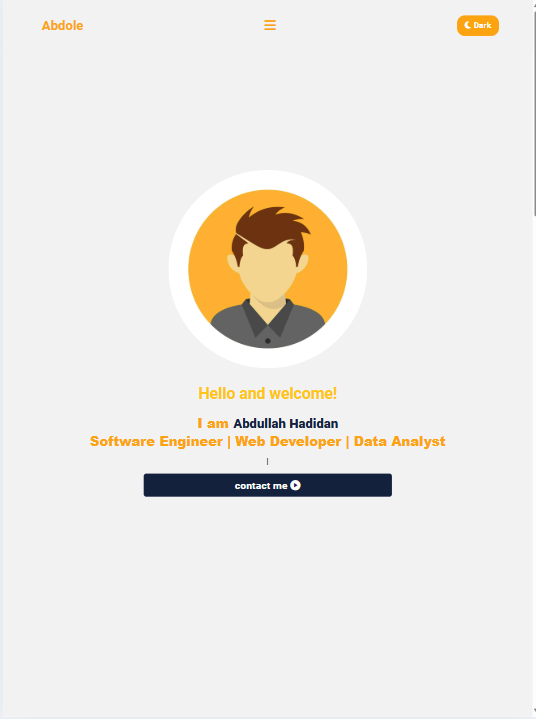 Abdole
Dark
Hello and welcome!
I am Abdullah Hadidan
Software Engineer | Web Developer | Data Analyst
|
contact me